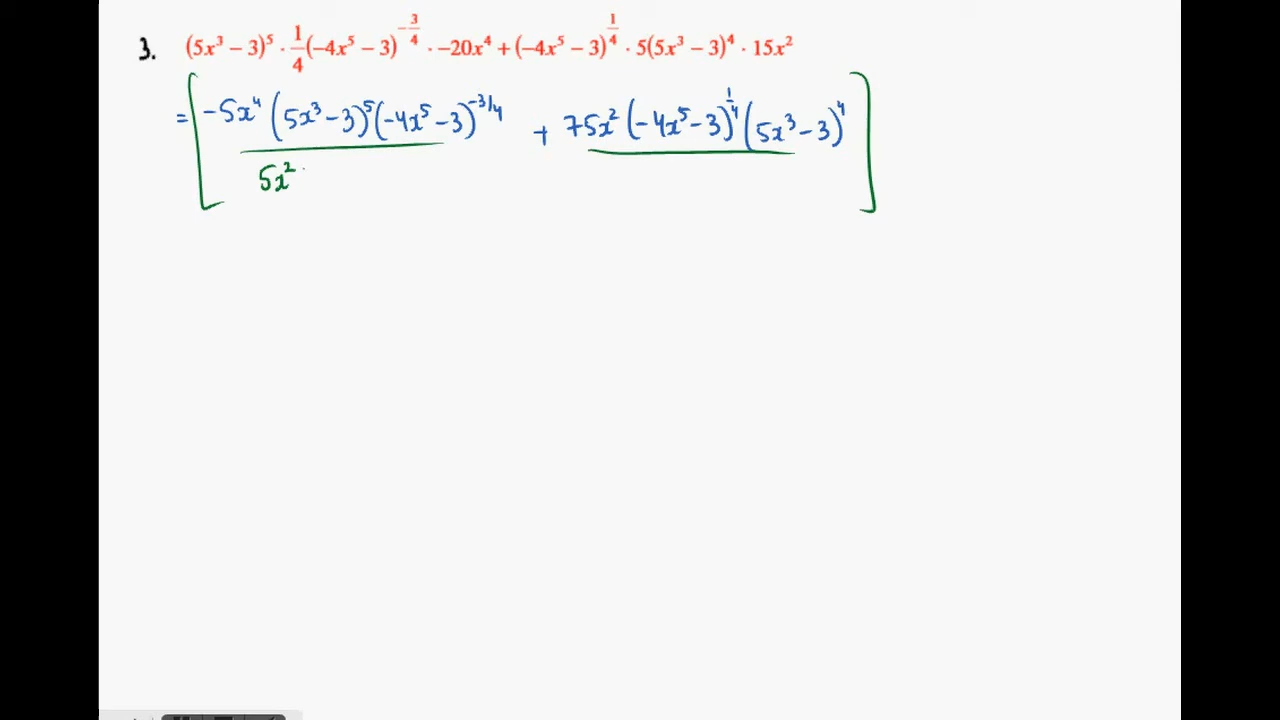 3. (5x³ − 3)⁵ · 1/4(−4x⁵ − 3)^(−3/4) · −20x⁴ + (−4x⁵ − 3)^(1/4) · 5(5x³ − 3)⁴ · 15x²
= [ −5x⁴ (5x³ − 3)⁵ (−4x⁵ − 3)^(−3/4) + 75x² (−4x⁵ − 3)^(1/4) (5x³ − 3)⁴ ]
5x²